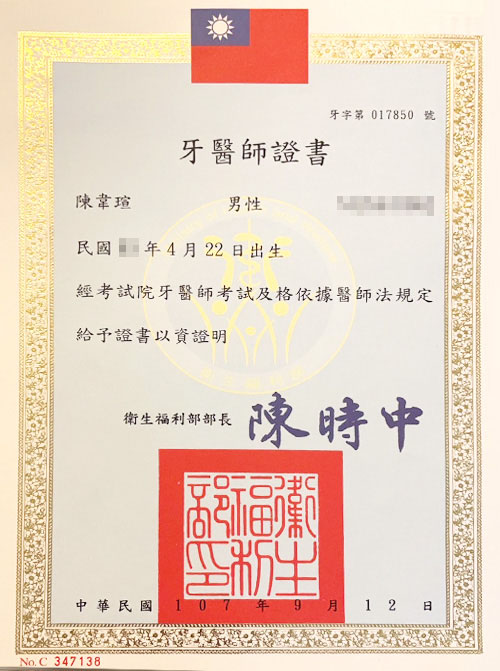 牙字第 017850 號
牙醫師證書
陳韋瑄 男性
民國 年4月22日出生
經考試院牙醫師考試及格依據醫師法規定
給予證書以資證明
衛生福利部部長 陳時中
衛生福利部印
中華民國 107 年 9 月 12 日
No. C 347138